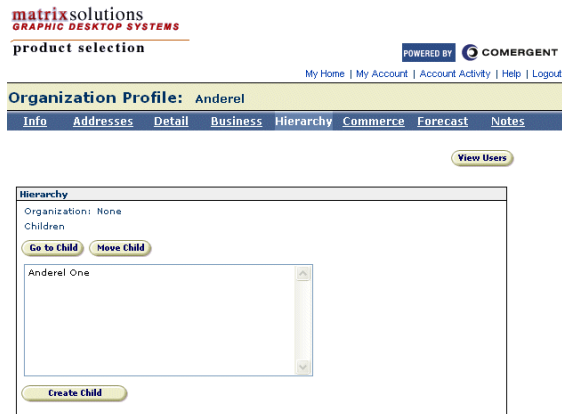 matrixsolutions
GRAPHIC DESKTOP SYSTEMS
product selection
POWERED BY COMERGENT
My Home | My Account | Account Activity | Help | Logout
Organization Profile: Anderel
Info Addresses Detail Business Hierarchy Commerce Forecast Notes
View Users
Hierarchy
Organization: None
Children
Go to Child Move Child
Anderel One
Create Child